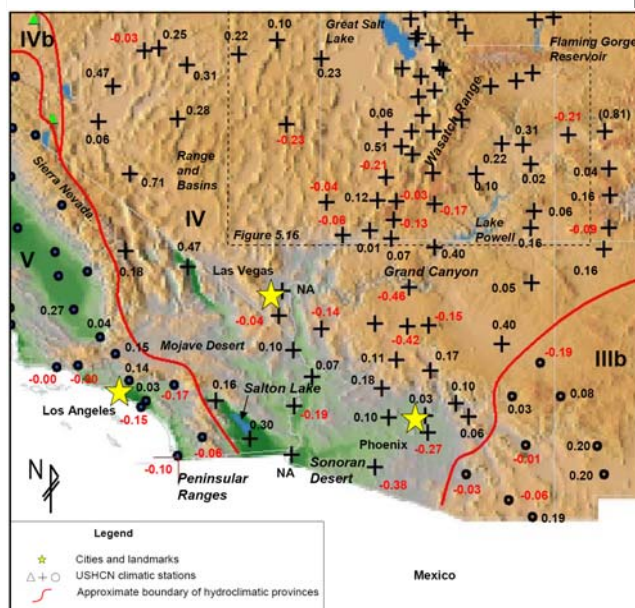 IVb
-0.03
0.25
0.22
0.10
Great Salt
Lake
Flaming Gorge
Reservoir
0.31
0.23
0.47
0.06
0.28
-0.23
0.06
0.51
Wasatch Range
-0.21
(0.81)
0.31
0.22
0.02
0.04
Sierra Nevada
Range
and
Basins
0.71
-0.21
0.10
-0.04
0.12
-0.03
-0.17
0.16
IV
-0.06
-0.13
Lake
Powell
0.06
-0.09
V
Figure 5.16
0.01
0.07
0.40
0.16
0.18
0.47
Las Vegas
Grand Canyon
0.16
NA
-0.46
0.05
0.27
-0.04
-0.14
-0.15
0.04
-0.42
0.40
IIIb
0.15
Mojave Desert
0.10
-0.19
0.14
0.11
0.17
-0.00
-0.00
0.07
0.03
-0.17
0.16
Salton Lake
0.18
0.03
0.10
0.03
0.08
Los Angeles
-0.15
0.19
0.10
0.30
Phoenix
0.06
-0.27
-0.06
-0.01
0.20
-0.10
NA
Sonoran
Desert
-0.38
-0.03
0.20
N
Peninsular
Ranges
-0.06
0.19
Legend
Cities and landmarks
USHCN climatic stations
Approximate boundary of hydroclimatic provinces
Mexico